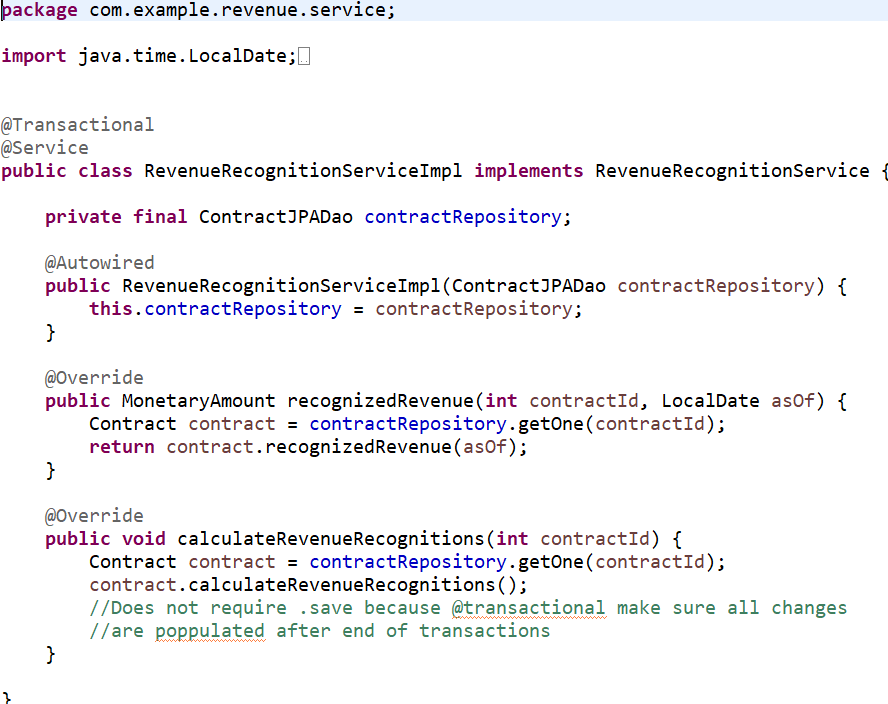 package com.example.revenue.service;
import java.time.LocalDate;
@Transactional
@Service
public class RevenueRecognitionServiceImpl implements RevenueRecognitionService {
private final ContractJPADao contractRepository;
@Autowired
public RevenueRecognitionServiceImpl(ContractJPADao contractRepository) {
this.contractRepository = contractRepository;
}
@Override
public MonetaryAmount recognizedRevenue(int contractId, LocalDate asOf) {
Contract contract = contractRepository.getOne(contractId);
return contract.recognizedRevenue(asOf);
}
@Override
public void calculateRevenueRecognitions(int contractId) {
Contract contract = contractRepository.getOne(contractId);
contract.calculateRevenueRecognitions();
//Does not require .save because @transactional make sure all changes
//are poppulated after end of transactions
}
}